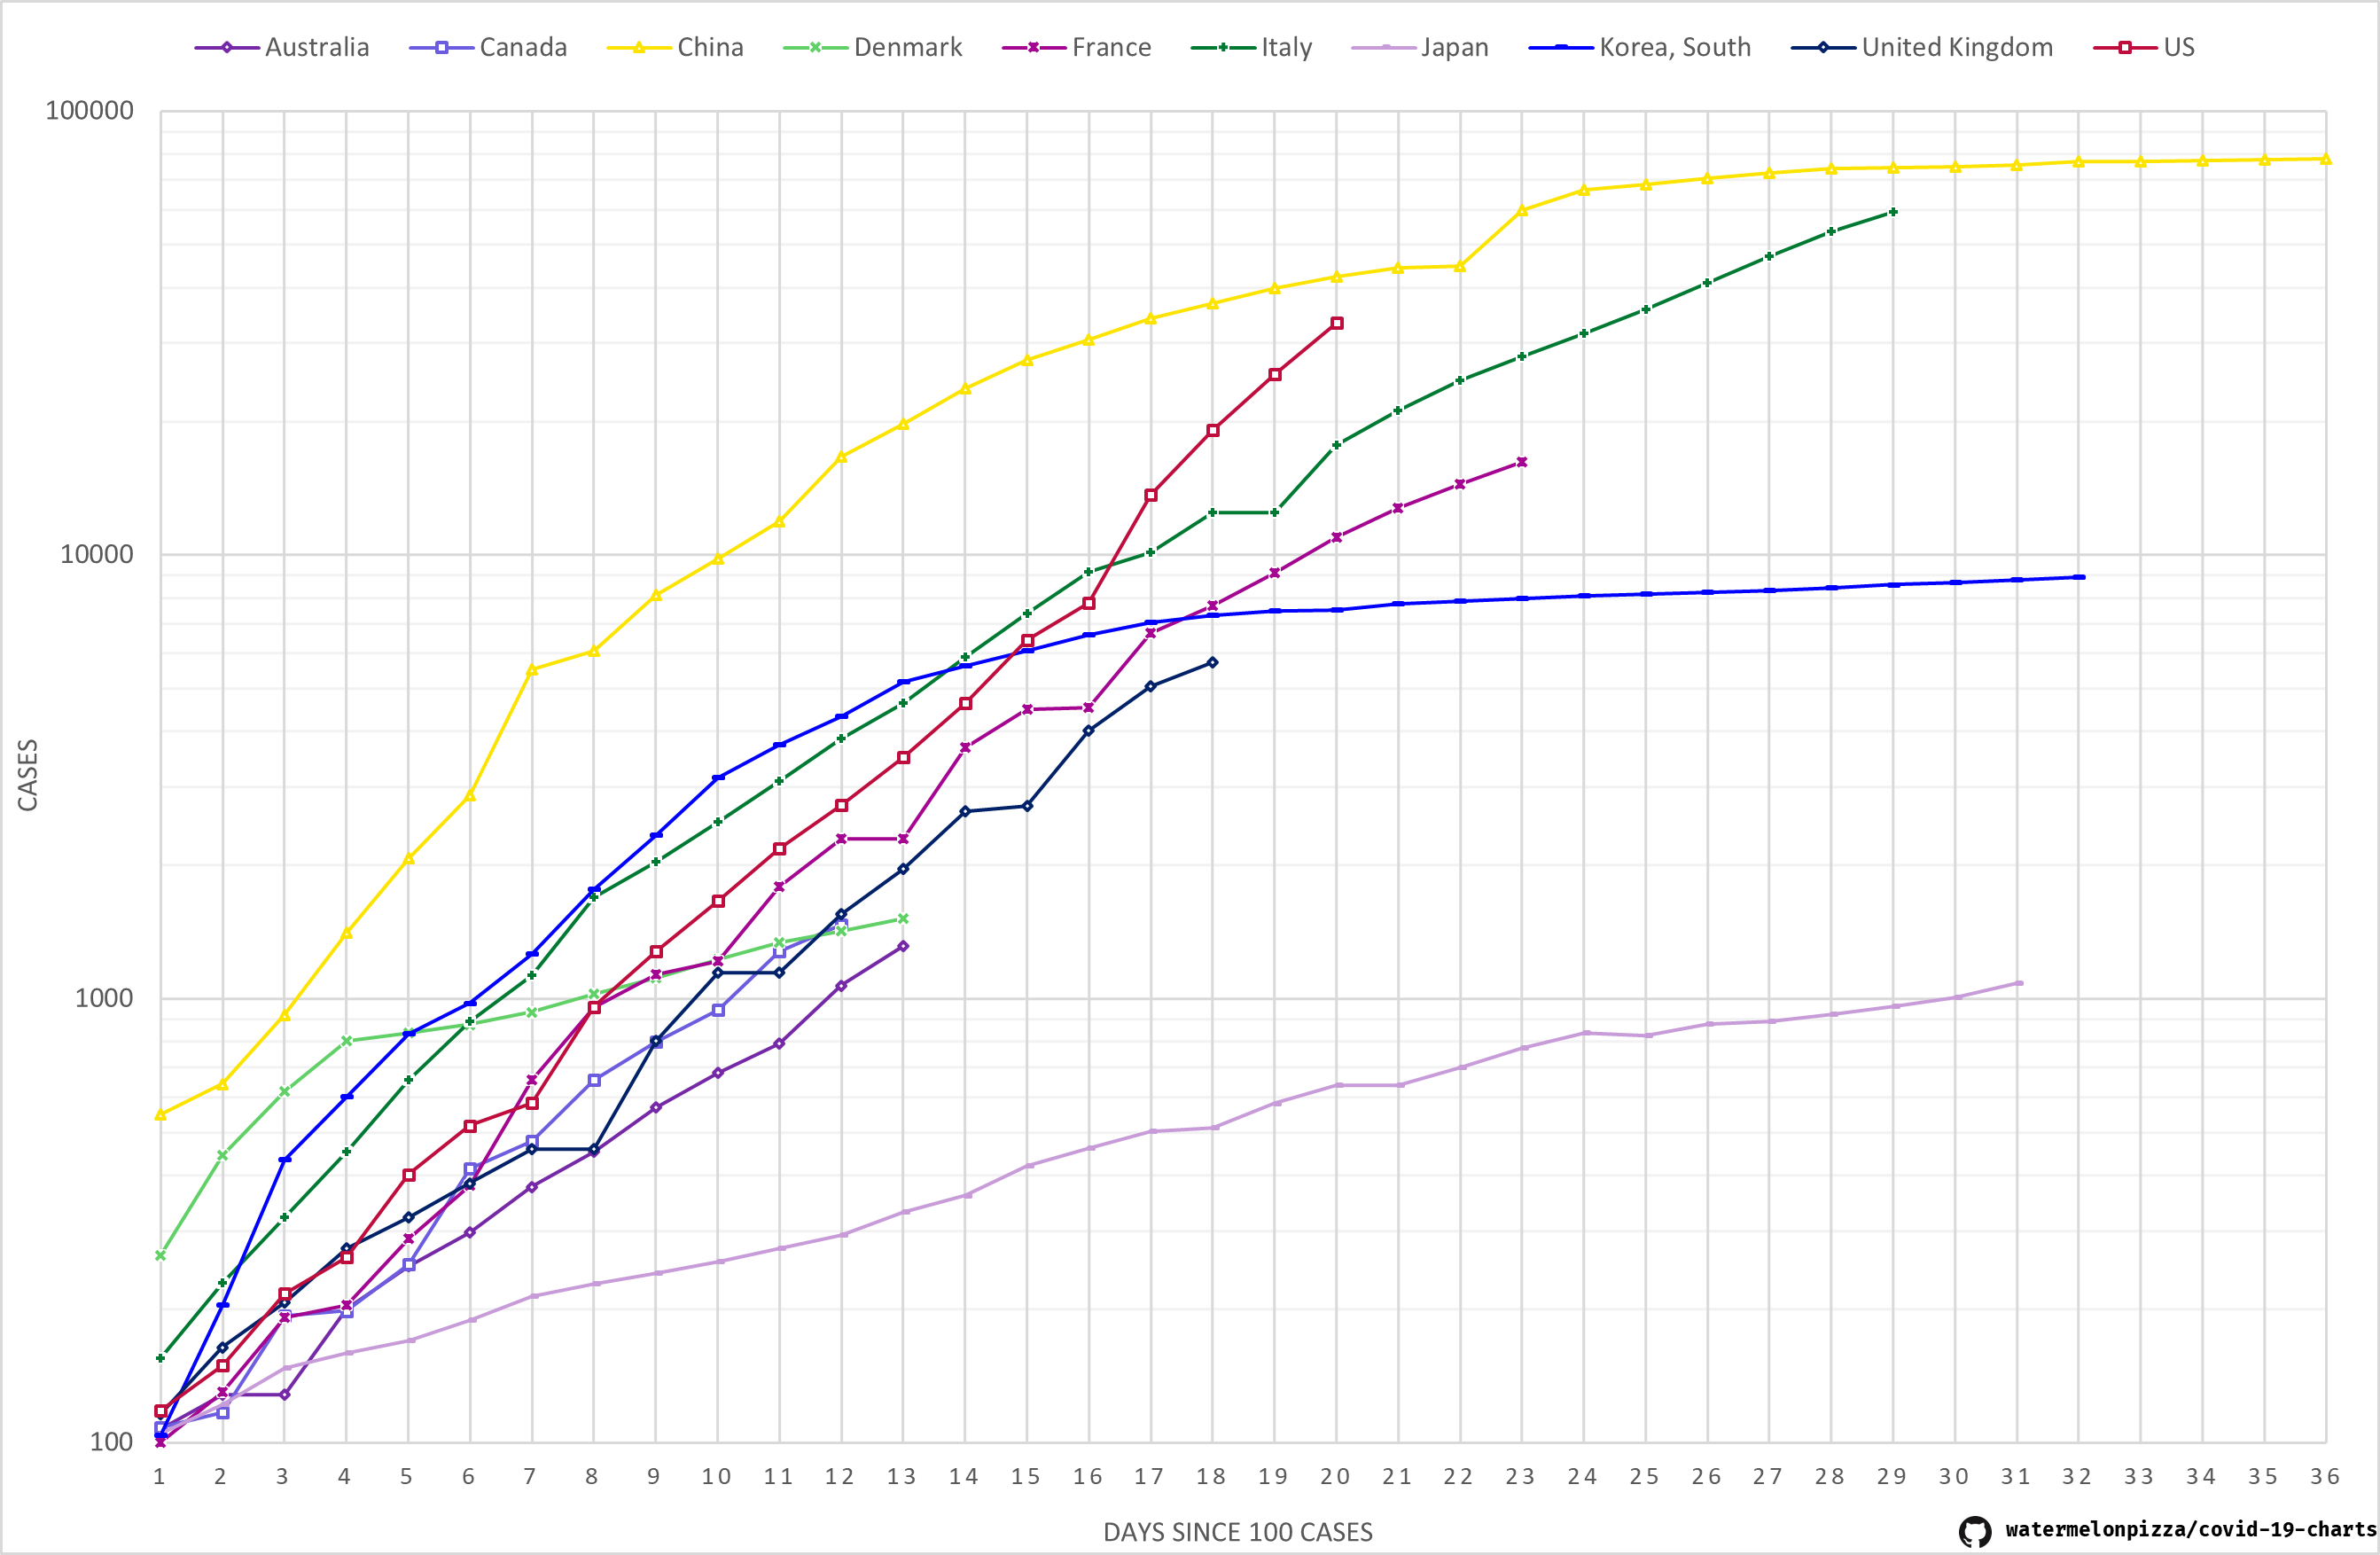 Australia Canada China Denmark France Italy Japan Korea, South United Kingdom US
100000
10000
1000
100
CASES
1 2 3 4 5 6 7 8 9 10 11 12 13 14 15 16 17 18 19 20 21 22 23 24 25 26 27 28 29 30 31 32 33 34 35 36
DAYS SINCE 100 CASES
watermelonpizza/covid-19-charts